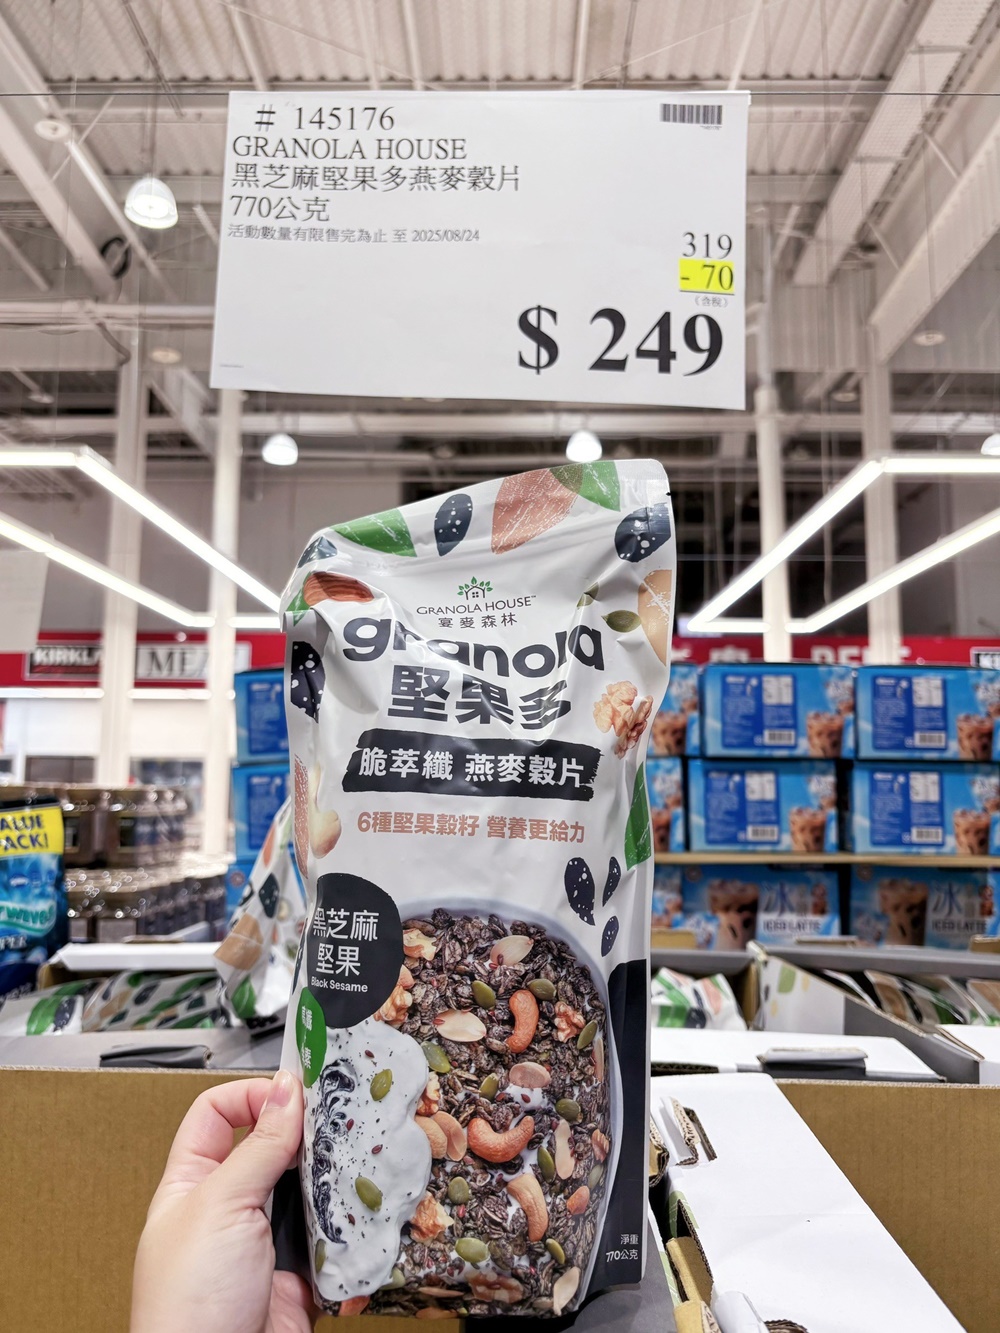 # 145176
GRANOLA HOUSE
黑芝麻堅果多燕麥穀片
770公克
活動數量有限售完為止 至 2025/08/24
319
- 70
(含稅)
$ 249
GRANOLA HOUSE™
宴麥森林
granola
堅果多
脆萃纖 燕麥穀片
6種堅果穀籽 營養更給力
黑芝麻
堅果
Black Sesame
淨重
770公克
ICED LATTE